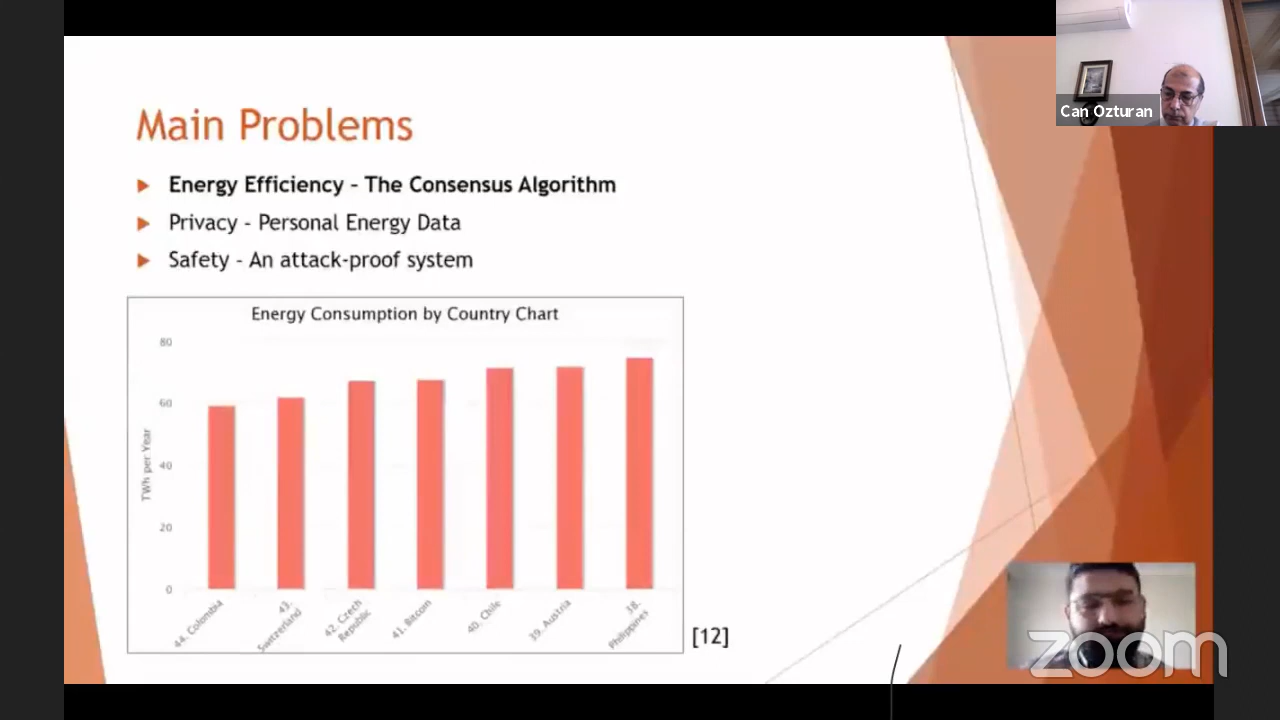 Can Ozturan
Main Problems
Energy Efficiency – The Consensus Algorithm
Privacy - Personal Energy Data
Safety - An attack-proof system
Energy Consumption by Country Chart
80
60
40
20
0
TWh per Year
44. Colombia
43.
Switzerland
42. Czech
Republic
41. Bitcoin
40. Chile
39. Austria
38.
Philippines
[12]
zoom